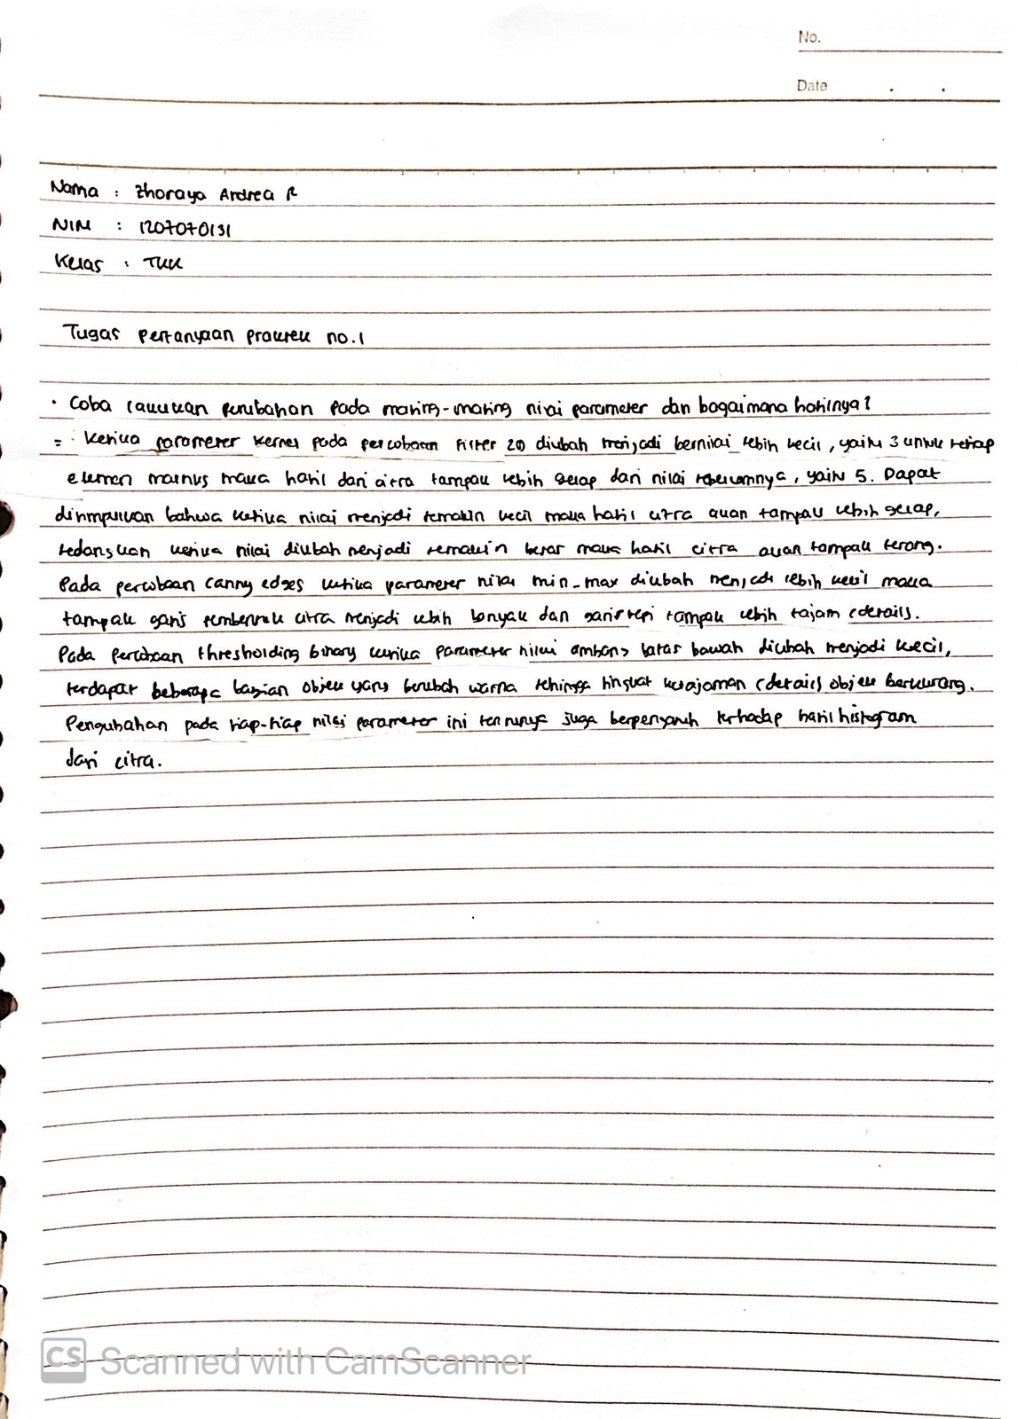 No.
Date . .
Nama : Zhoraya Andrea R
NIM : 1207070131
Kelas : TKK
Tugas pertanyaan proyrek no.1
• Coba lakukan perubahan pada masing-masing nilai parameter dan bagaimana hasilnya?
= • Ketika parameter kernel pada percobaan Filter 2D diubah menjadi bernilai lebih kecil, yaitu 3 untuk setiap
elemen matriks maka hasil dari citra tampak lebih gelap dari nilai sebelumnya, yaitu 5. Dapat
disimpulkan bahwa ketika nilai menjadi semakin kecil maka hasil citra akan tampak lebih gelap,
sedangkan ketika nilai diubah menjadi semakin besar maka hasil citra akan tampak terang.
Pada percobaan canny edges ketika parameter nilai min-max diubah menjadi lebih kecil maka
tampak garis pembentuk citra menjadi lebih banyak dan garis tepi tampak lebih tajam (details).
Pada percobaan thresholding binary ketika parameter nilai ambang batas bawah diubah menjadi kecil,
terdapat beberapa bagian objek yang berubah warna sehingga tingkat ketajaman (detail) objek berkurang.
Pengubahan pada tiap-tiap nilai parameter ini tentunya juga berpengaruh terhadap hasil histogram
dari citra.
CS Scanned with CamScanner